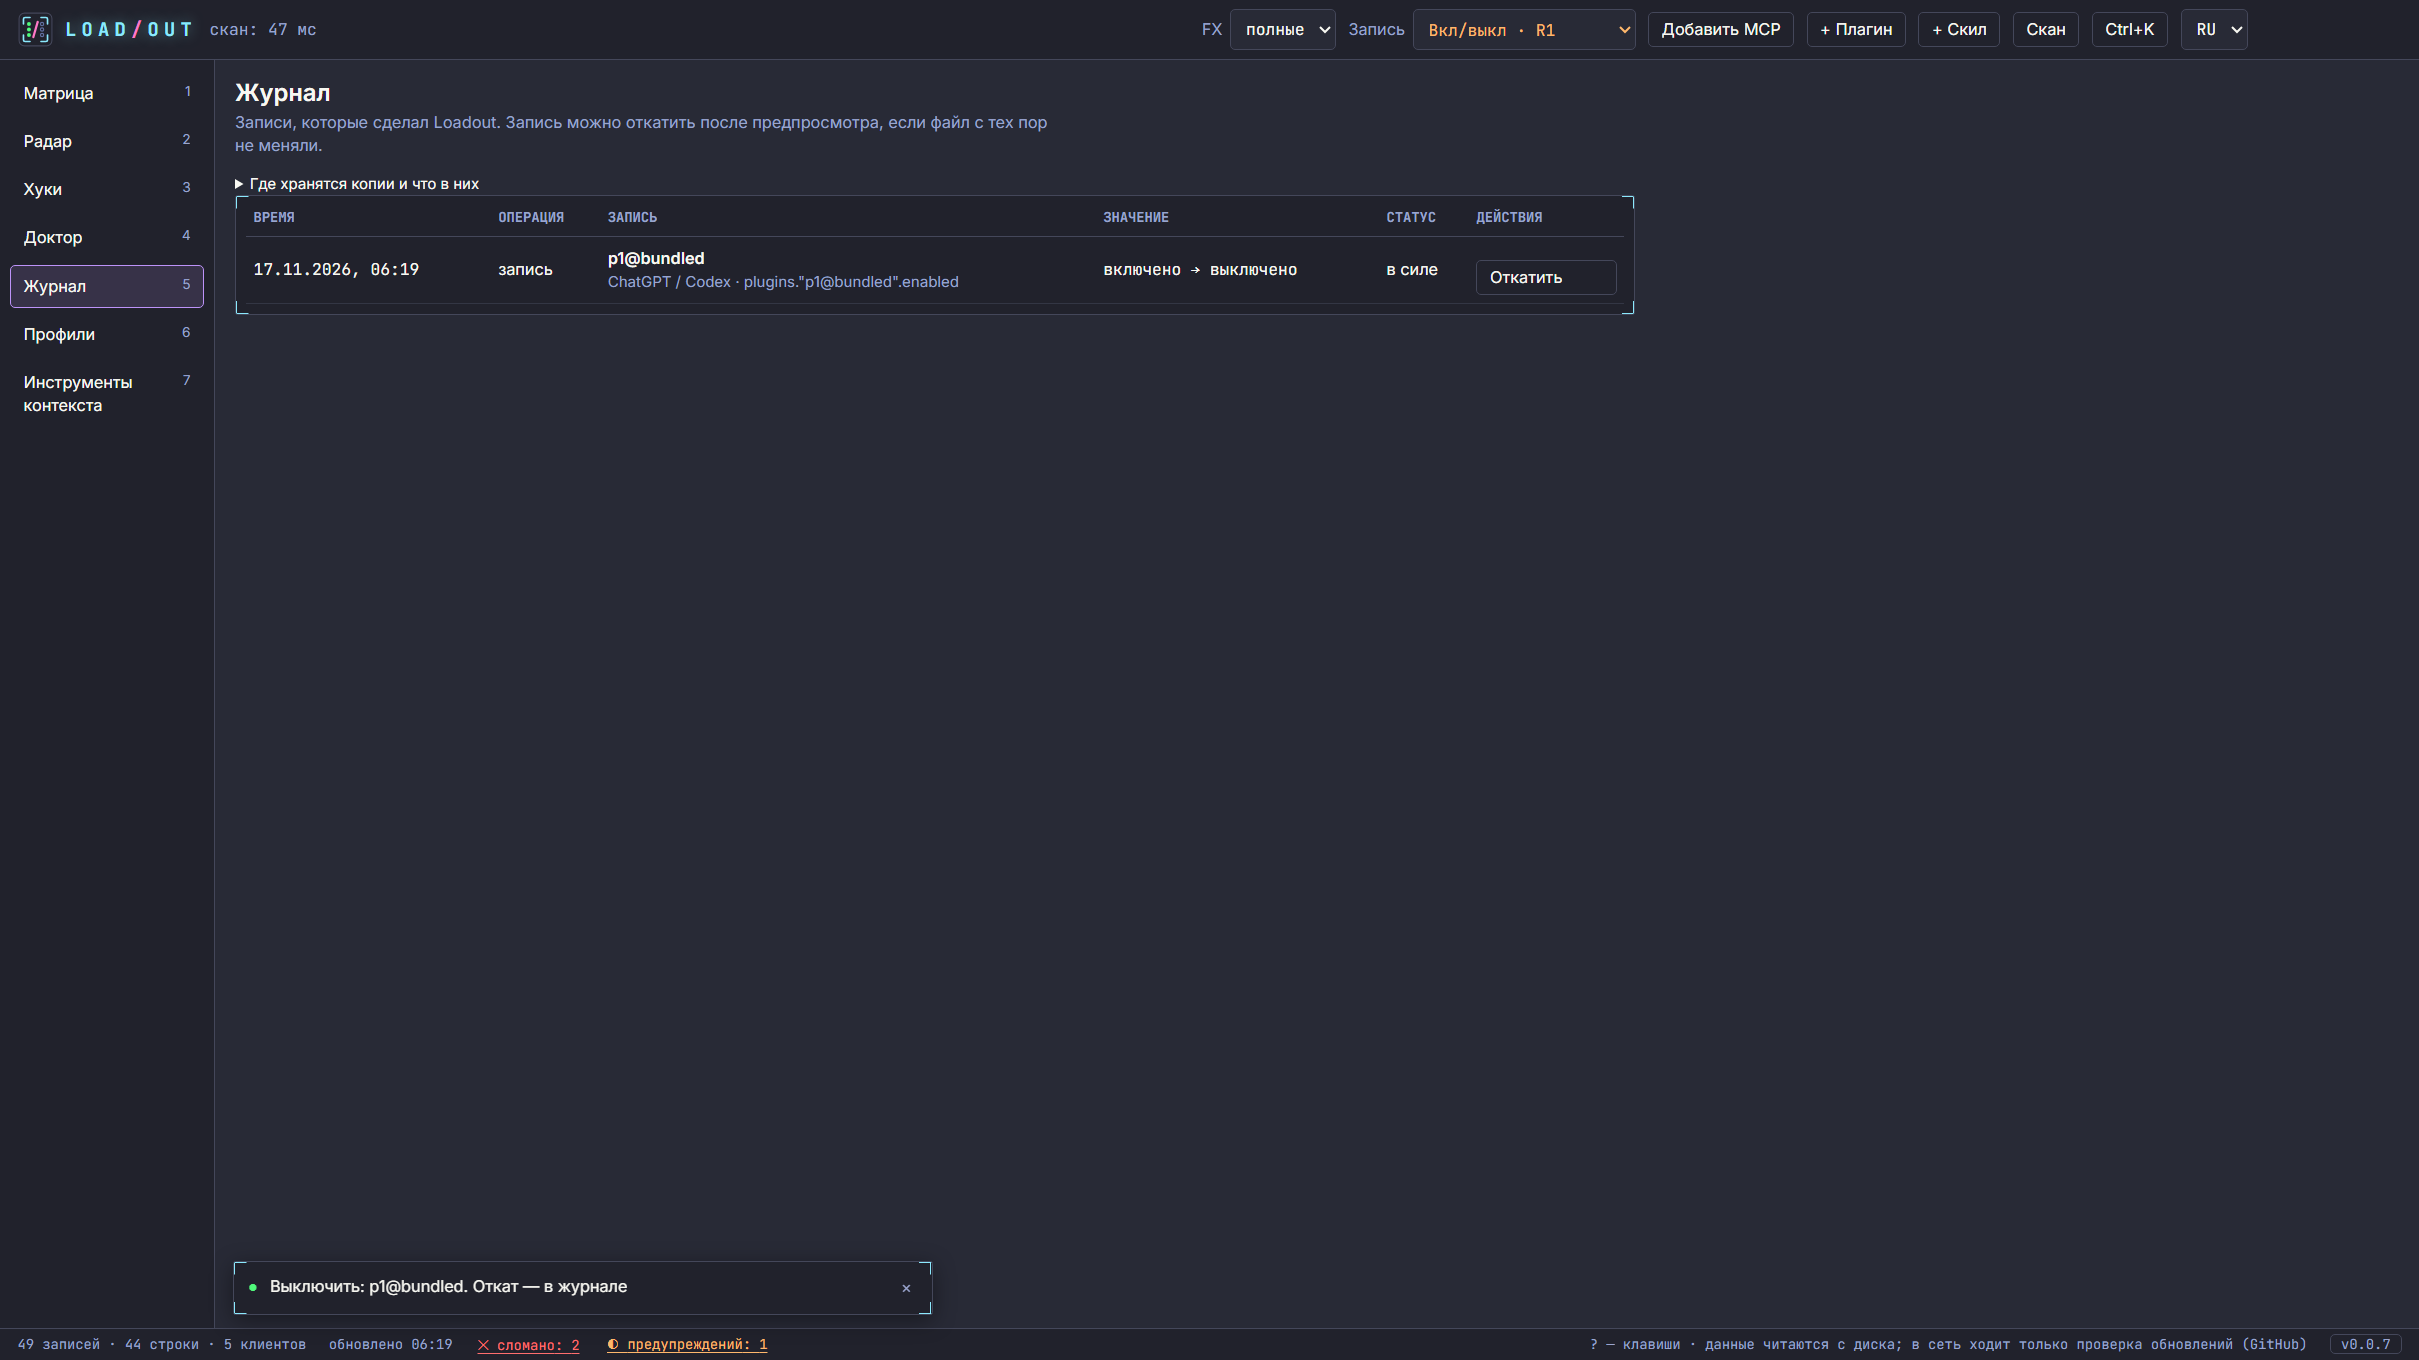 LOAD/OUT скан: 47 мс FX полные Запись Вкл/выкл · R1 Добавить MCP + Плагин + Скил Скан Ctrl+K RU
Матрица 1
Радар 2
Хуки 3
Доктор 4
Журнал 5
Профили 6
Инструменты контекста 7
Журнал
Записи, которые сделал Loadout. Запись можно откатить после предпросмотра, если файл с тех пор
не меняли.
Где хранятся копии и что в них
ВРЕМЯ ОПЕРАЦИЯ ЗАПИСЬ ЗНАЧЕНИЕ СТАТУС ДЕЙСТВИЯ
17.11.2026, 06:19 запись p1@bundled включено → выключено в силе Откатить
ChatGPT / Codex · plugins."p1@bundled".enabled
Выключить: p1@bundled. Откат — в журнале ×
49 записей · 44 строки · 5 клиентов обновлено 06:19 сломано: 2 предупреждений: 1 ? — клавиши · данные читаются с диска; в сеть ходит только проверка обновлений (GitHub) v0.0.7